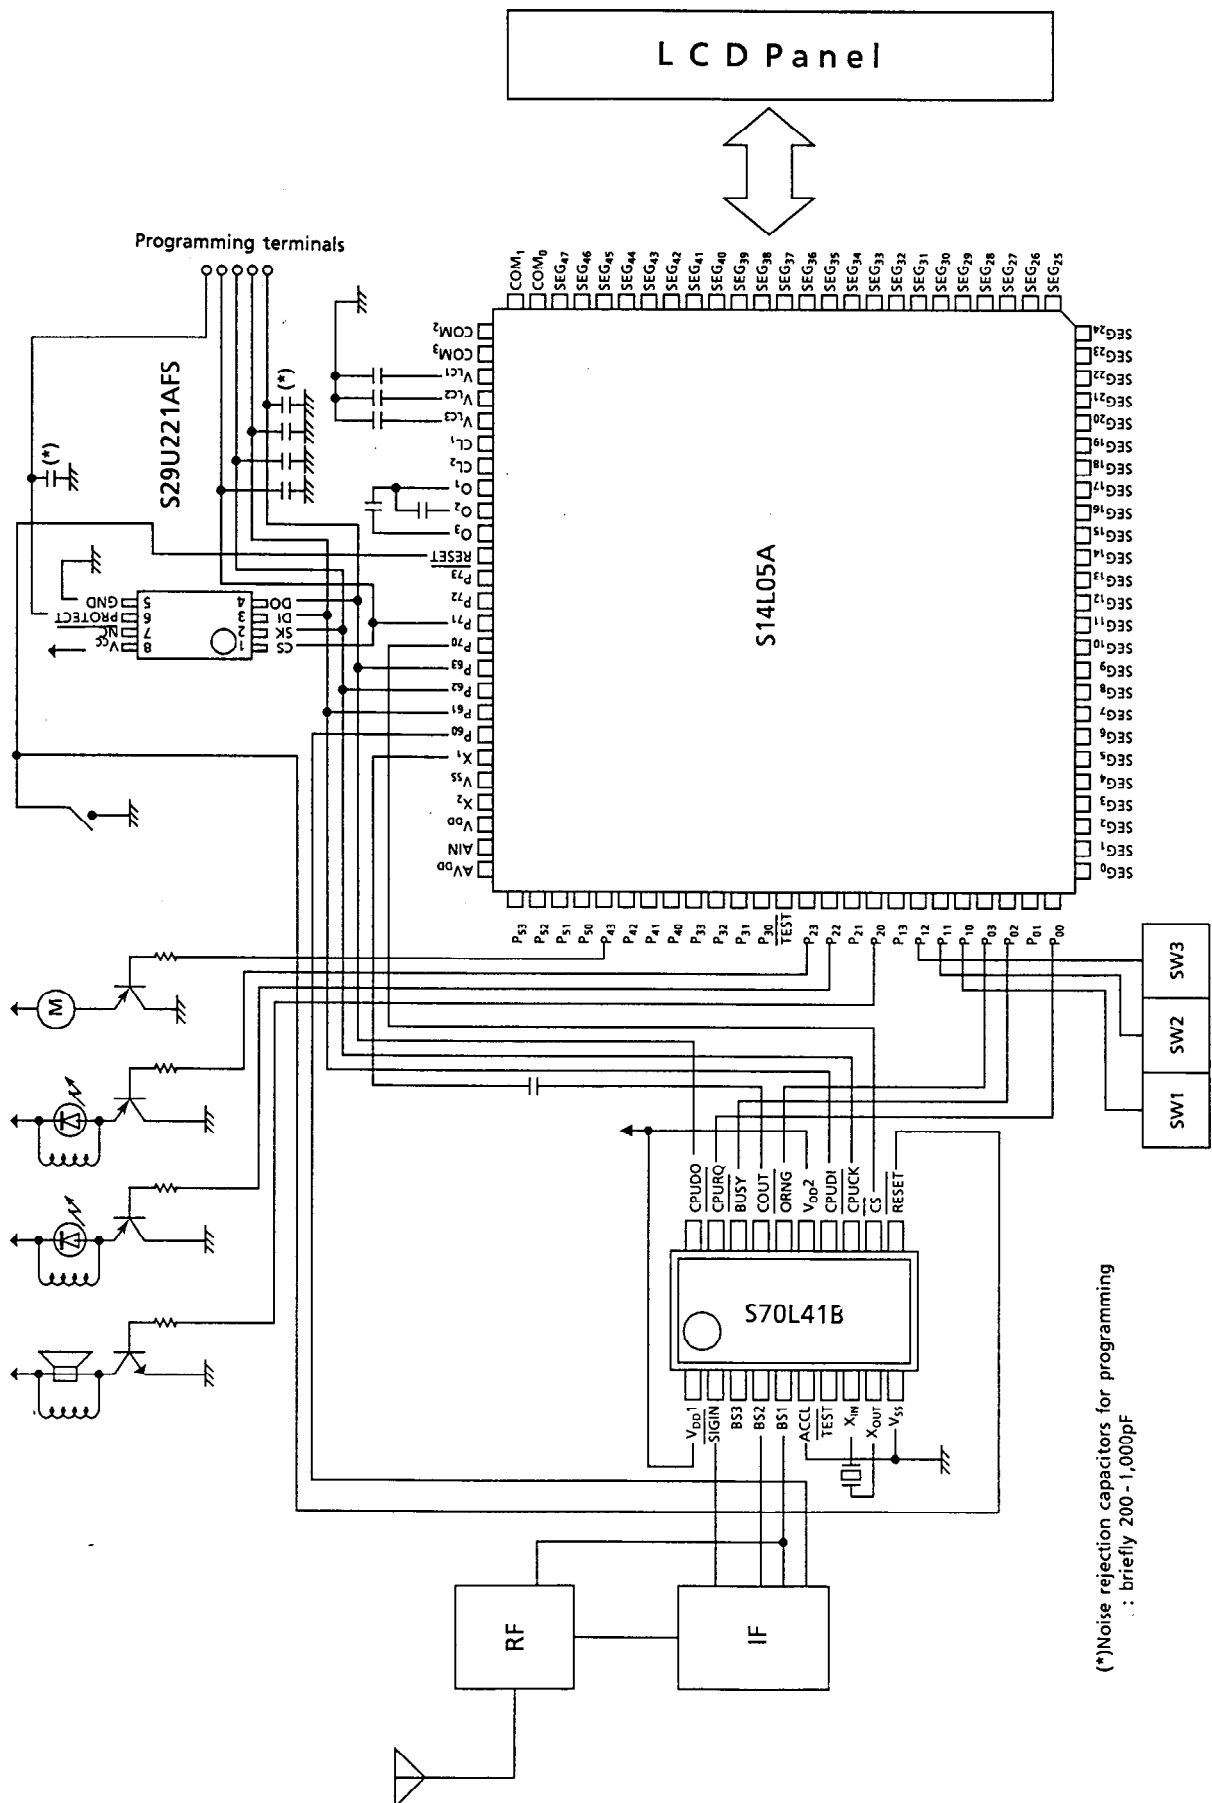 LCD Panel
Programming terminals
S29U221AFS
(*)
(*)
COM1
COM0
SEG47
SEG46
SEG45
SEG44
SEG43
SEG42
SEG41
SEG40
SEG39
SEG38
SEG37
SEG36
SEG35
SEG34
SEG33
SEG32
SEG31
SEG30
SEG29
SEG28
SEG27
SEG26
SEG25
COM2
COM3
VLC1
VLC2
VLC3
CL1
CL2
O1
O2
O3
RESET
P73
P72
P71
P70
P63
P62
P61
P60
X1
VSS
X2
VDD
AIN
AVDD
SEG24
SEG23
SEG22
SEG21
SEG20
SEG19
SEG18
SEG17
SEG16
SEG15
SEG14
SEG13
SEG12
SEG11
SEG10
SEG9
SEG8
SEG7
SEG6
SEG5
SEG4
SEG3
SEG2
SEG1
SEG0
S14L05A
GND
PROTECT
NC
VCC
5
6
7
8
4
3
2
1
DO
DI
SK
CS
P53
P52
P51
P50
P43
P42
P41
P40
P33
P32
P31
P30
TEST
P23
P22
P21
P20
P13
P12
P11
P10
P03
P02
P01
P00
M
SW3
SW2
SW1
CPUDO
CPURQ
BUSY
COUT
ORNG
VDD2
CPUDI
CPUCK
CS
RESET
S70L41B
VDD1
SIGIN
BS3
BS2
BS1
ACCL
TEST
XIN
XOUT
VSS
RF
IF
(*)Noise rejection capacitors for programming
: briefly 200 - 1,000pF